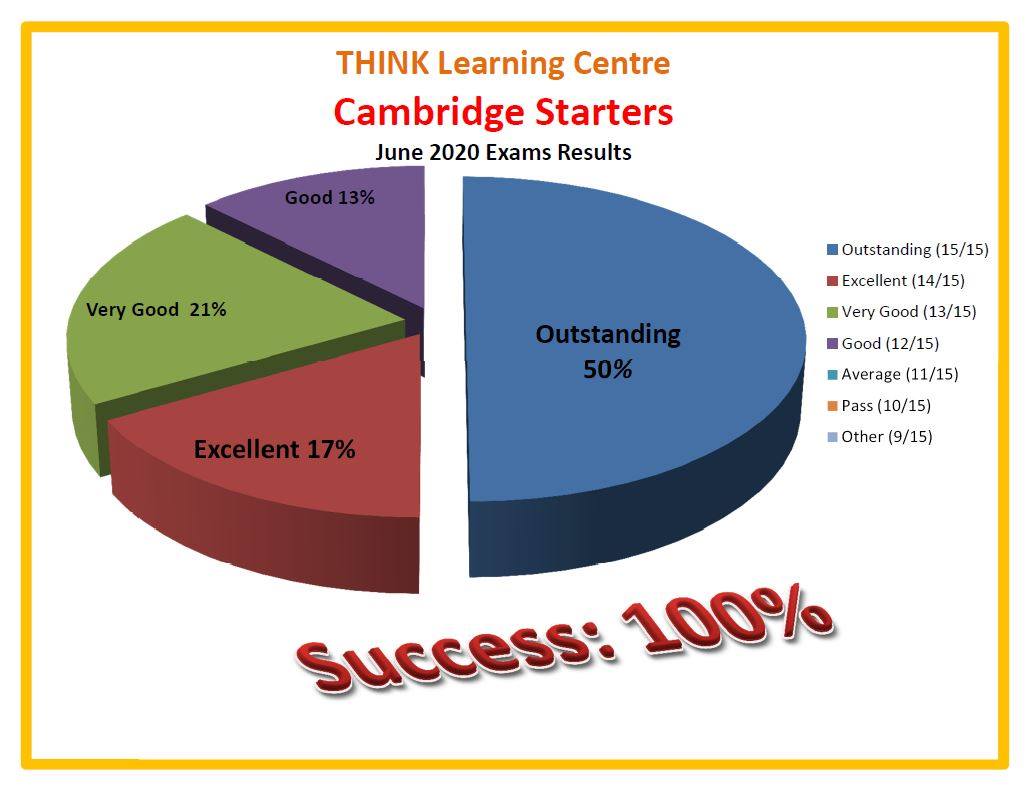 THINK Learning Centre
Cambridge Starters
June 2020 Exams Results
Good 13%
Very Good  21%
Outstanding
50%
Excellent 17%
Outstanding (15/15)
Excellent (14/15)
Very Good (13/15)
Good (12/15)
Average (11/15)
Pass (10/15)
Other (9/15)
Success: 100%